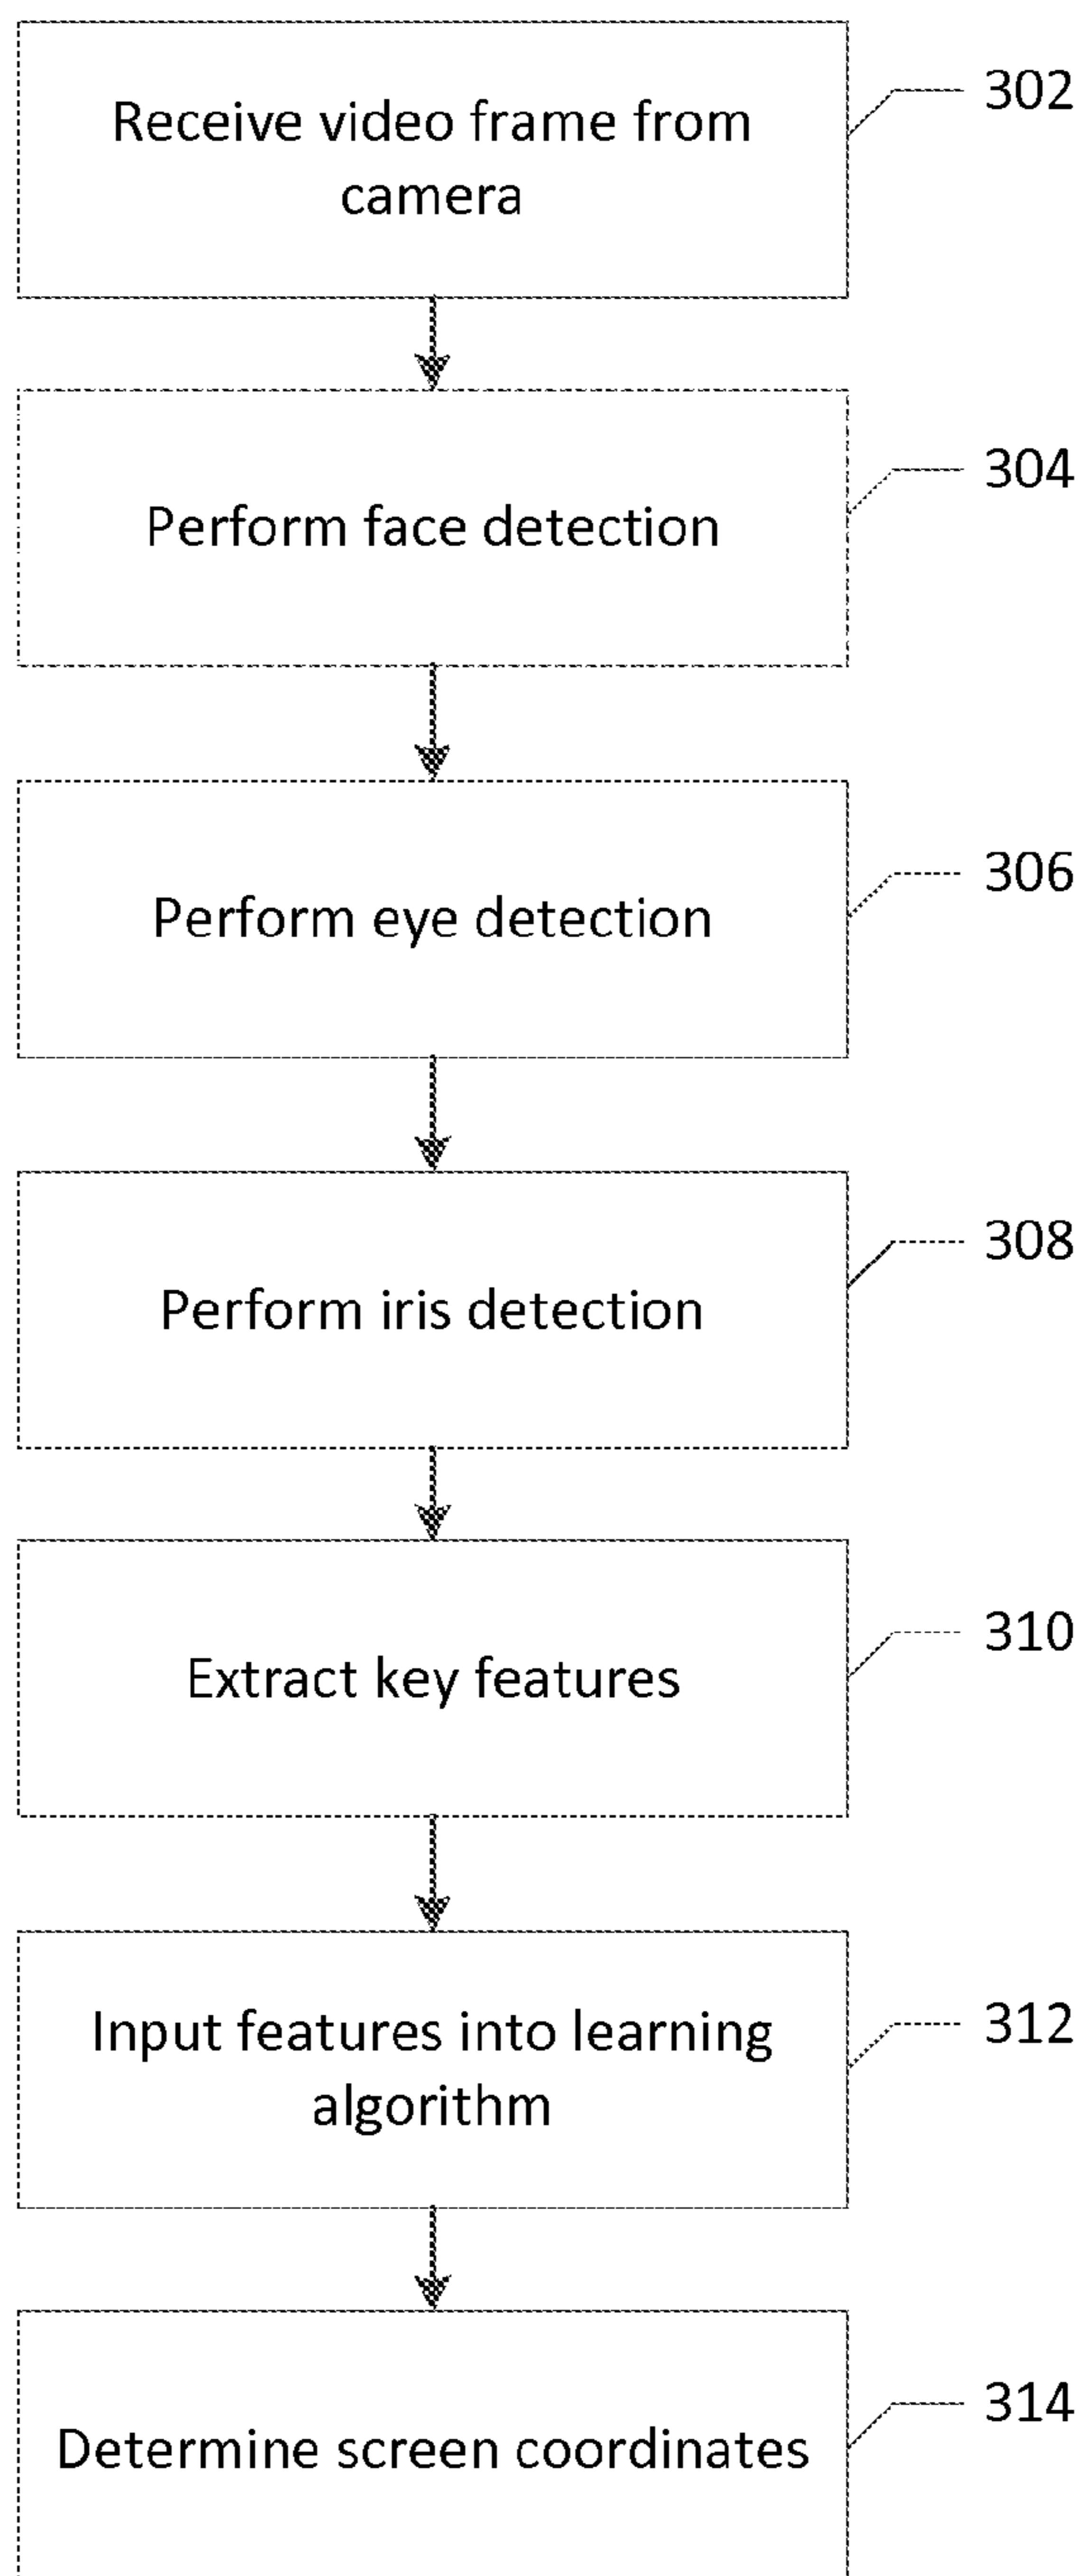 Receive video frame from
camera
302
Perform face detection
304
Perform eye detection
306
Perform iris detection
308
Extract key features
310
Input features into learning
algorithm
312
Determine screen coordinates
314